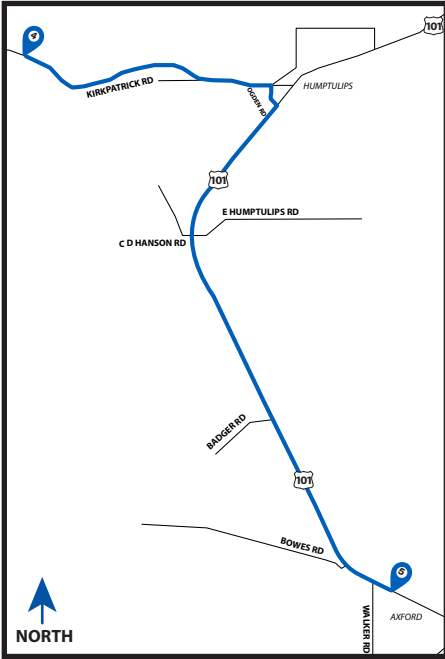 4
101
KIRKPATRICK RD
OGDEN RD
HUMPTULIPS
101
E HUMPTULIPS RD
C D HANSON RD
BADGER RD
101
BOWES RD
5
WALKER RD
AXFORD
NORTH